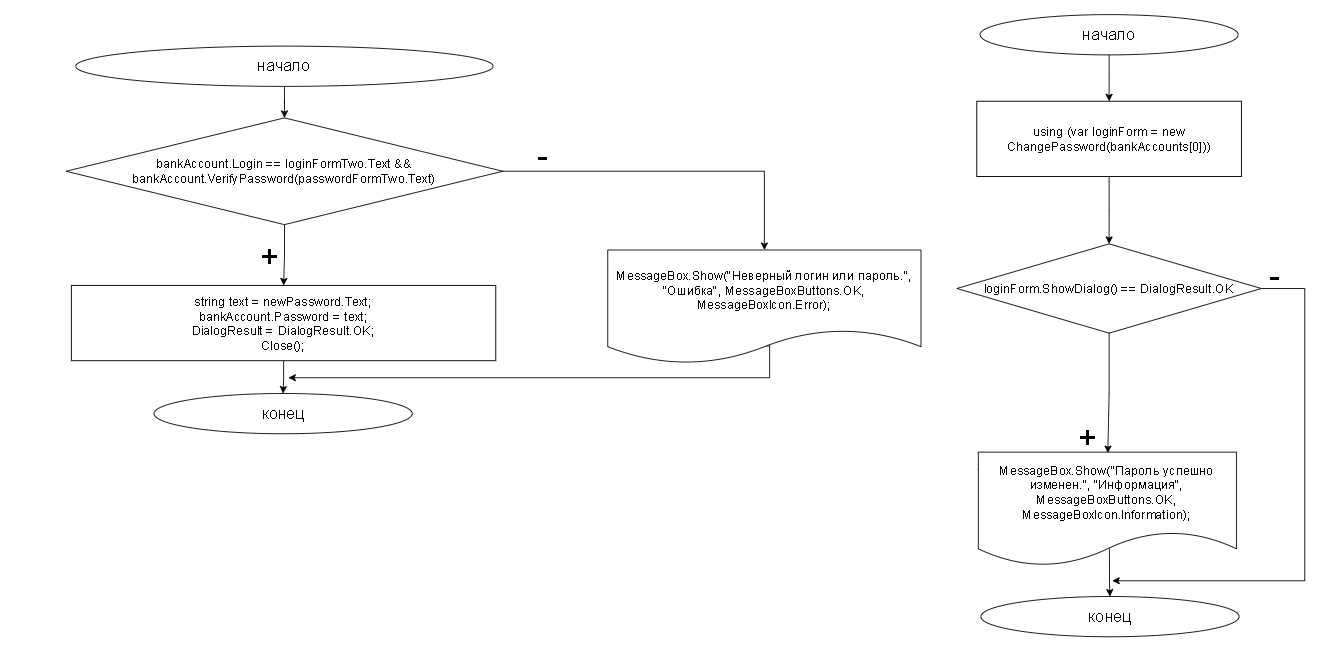 начало
bankAccount.Login == loginFormTwo.Text &&
bankAccount.VerifyPassword(passwordFormTwo.Text)
-
+
string text = newPassword.Text;
bankAccount.Password = text;
DialogResult = DialogResult.OK;
Close();
MessageBox.Show("Неверный логин или пароль.",
"Ошибка", MessageBoxButtons.OK,
MessageBoxIcon.Error);
конец
начало
using (var loginForm = new
ChangePassword(bankAccounts[0]))
loginForm.ShowDialog() == DialogResult.OK
-
+
MessageBox.Show("Пароль успешно
изменен.", "Информация",
MessageBoxButtons.OK,
MessageBoxIcon.Information);
конец